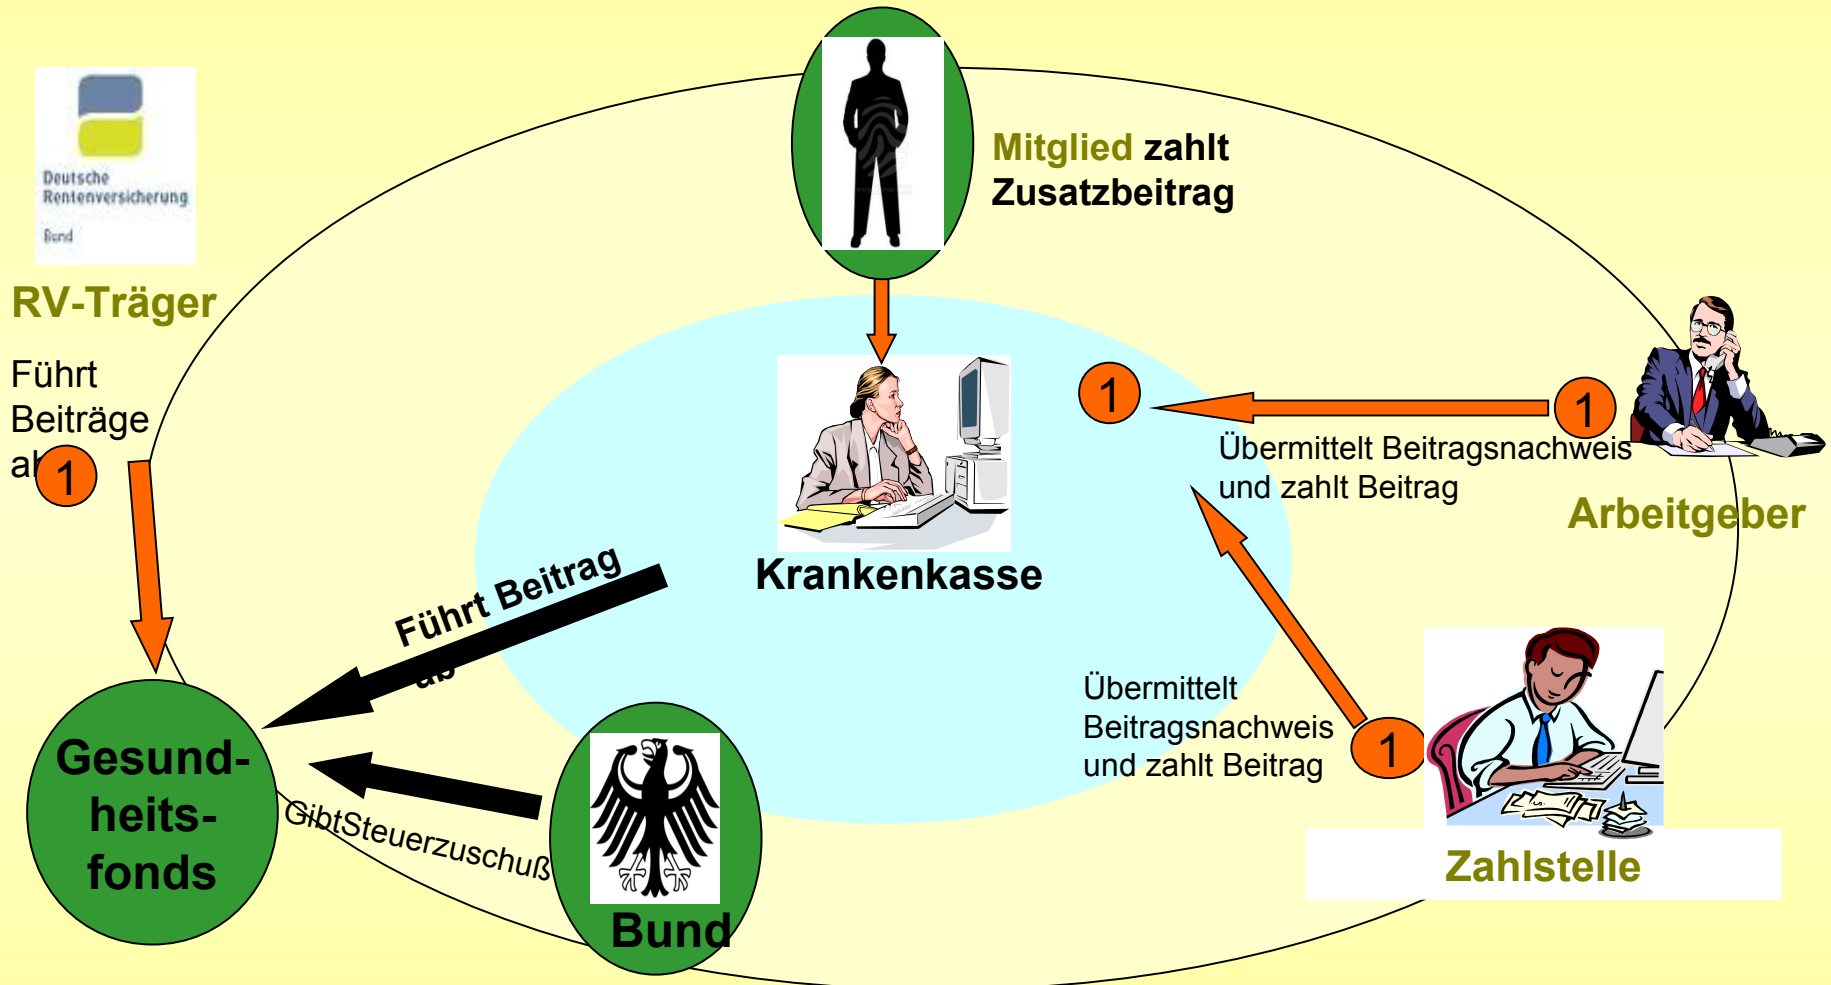 Mitglied zahlt
Zusatzbeitrag
Deutsche
Rentenversicherung
Bund
RV-Träger
Führt
Beiträge
ab
1
1
1
Übermittelt Beitragsnachweis
und zahlt Beitrag
Arbeitgeber
Krankenkasse
Führt Beitrag
ab
Übermittelt
Beitragsnachweis
und zahlt Beitrag
1
Zahlstelle
Gesund-
heits-
fonds
GibtSteuerzuschuß
Bund